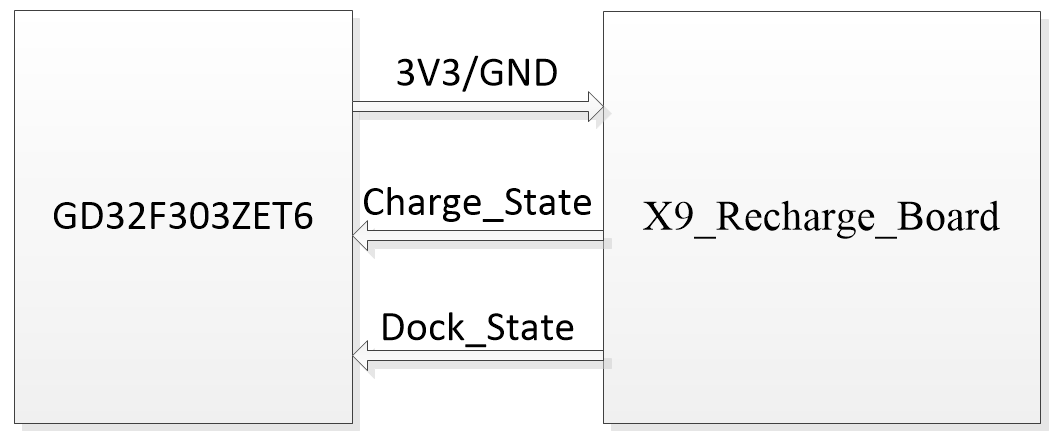 3V3/GND
Charge_State
GD32F303ZET6
X9_Recharge_Board
Dock_State